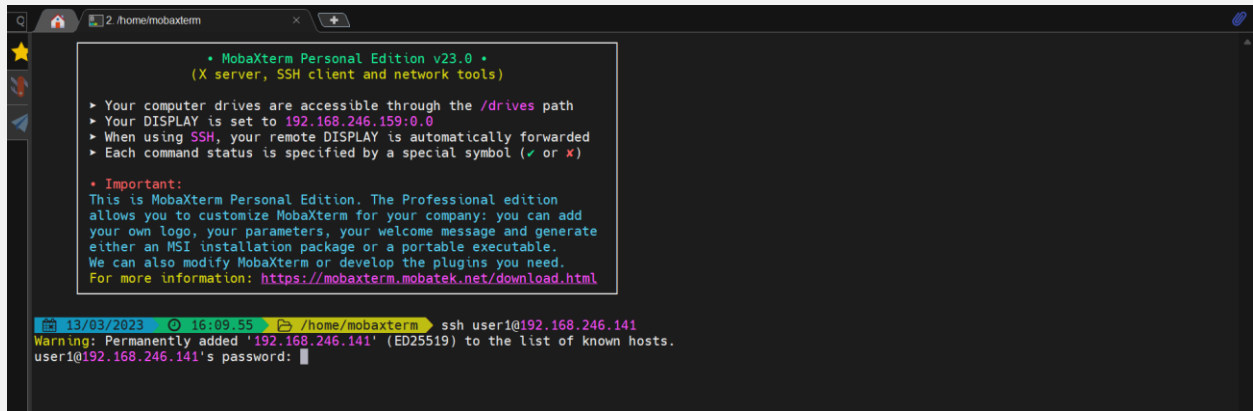 2. /home/mobaxterm
• MobaXterm Personal Edition v23.0 •
(X server, SSH client and network tools)
➤ Your computer drives are accessible through the /drives path
➤ Your DISPLAY is set to 192.168.246.159:0.0
➤ When using SSH, your remote DISPLAY is automatically forwarded
➤ Each command status is specified by a special symbol (✔ or ✘)
• Important:
This is MobaXterm Personal Edition. The Professional edition
allows you to customize MobaXterm for your company: you can add
your own logo, your parameters, your welcome message and generate
either an MSI installation package or a portable executable.
We can also modify MobaXterm or develop the plugins you need.
For more information: https://mobaxterm.mobatek.net/download.html
13/03/2023 16:09.55 /home/mobaxterm ssh user1@192.168.246.141
Warning: Permanently added '192.168.246.141' (ED25519) to the list of known hosts.
user1@192.168.246.141's password: